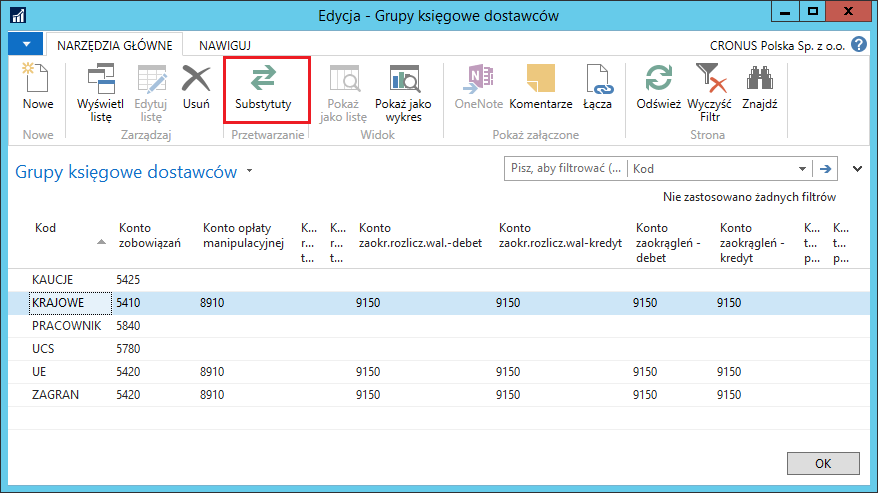 Edycja - Grupy księgowe dostawców
NARZĘDZIA GŁÓWNE
NAWIGUJ
CRONUS Polska Sp. z o.o.
Nowe
Wyświetl listę
Edytuj listę
Usuń
Substytuty
Pokaż jako listę
Pokaż jako wykres
OneNote
Komentarze
Łącza
Odśwież
Wyczyść Filtr
Znajdź
Nowe
Zarządzaj
Przetwarzanie
Widok
Pokaż załączone
Strona
Grupy księgowe dostawców
Pisz, aby filtrować (...
Kod
Nie zastosowano żadnych filtrów
Kod
Konto zobowiązań
Konto opłaty manipulacyjnej
K... r... t...
K... r... t...
Konto zaokr.rozlicz.wal.-debet
Konto zaokr.rozlicz.wal-kredyt
Konto zaokrągleń - debet
Konto zaokrągleń - kredyt
K... t... p...
K... t... p...
KAUCJE 5425
KRAJOWE 5410 8910 9150 9150 9150 9150
PRACOWNIK 5840
UCS 5780
UE 5420 8910 9150 9150 9150 9150
ZAGRAN 5420 8910 9150 9150 9150 9150
OK